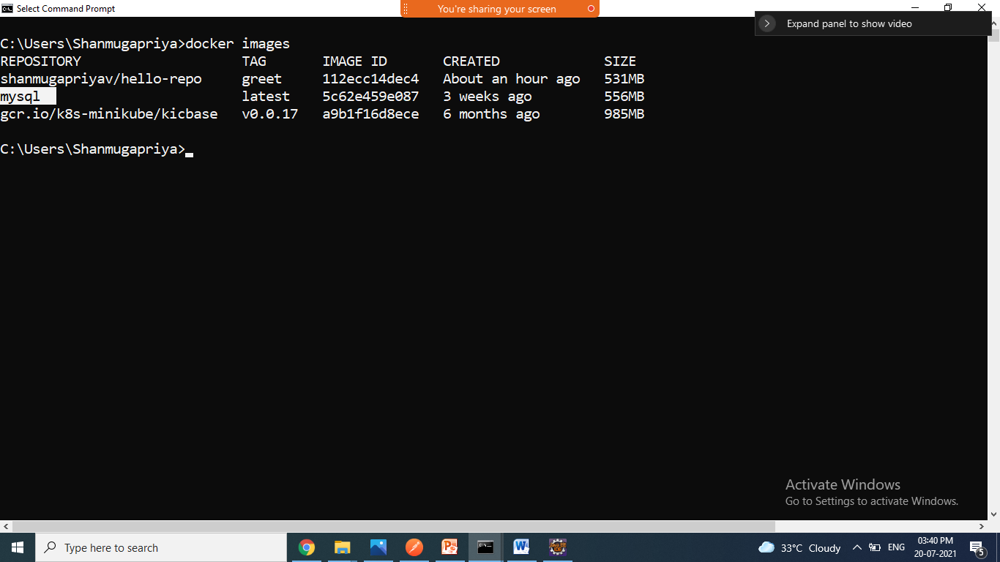 Select Command Prompt
You're sharing your screen
Expand panel to show video
C:\Users\Shanmugapriya>docker images
REPOSITORY TAG IMAGE ID CREATED SIZE
shanmugapriyav/hello-repo greet 112ecc14dec4 About an hour ago 531MB
mysql latest 5c62e459e087 3 weeks ago 556MB
gcr.io/k8s-minikube/kicbase v0.0.17 a9b1f16d8ece 6 months ago 985MB
C:\Users\Shanmugapriya>
Activate Windows
Go to Settings to activate Windows.
Type here to search
33°C Cloudy
ENG
03:40 PM
20-07-2021
5